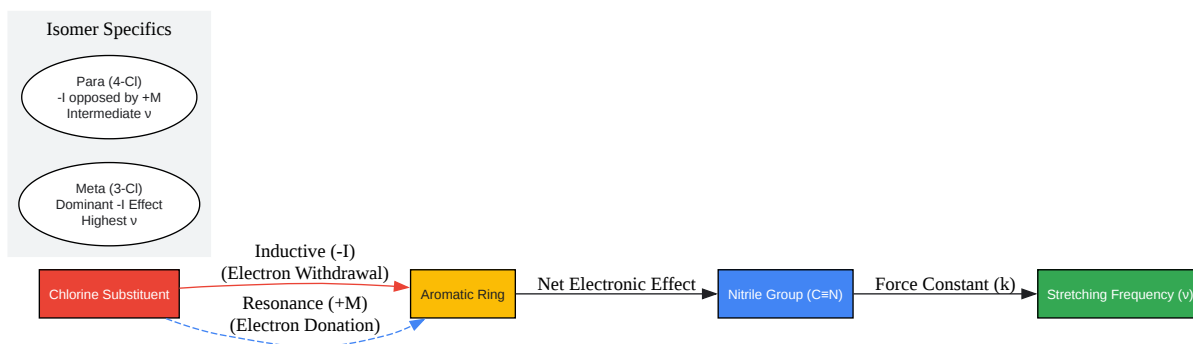 Isomer Specifics
Para (4-Cl)
-I opposed by +M
Intermediate ν
Meta (3-Cl)
Dominant -I Effect
Highest ν
Inductive (-I)
(Electron Withdrawal)
Chlorine Substituent
Resonance (+M)
(Electron Donation)
Aromatic Ring
Net Electronic Effect
Nitrile Group (C≡N)
Force Constant (k)
Stretching Frequency (ν)